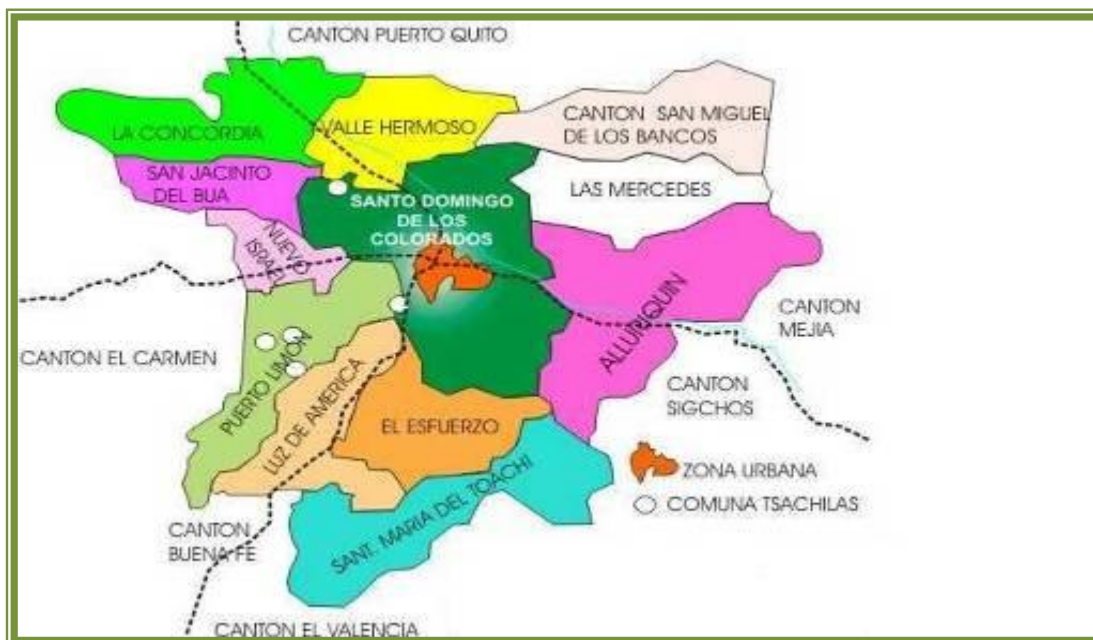 CANTON PUERTO QUITO
LA CONCORDIA
VALLE HERMOSO
CANTON SAN MIGUEL
DE LOS BANCOS
SAN JACINTO
DEL BUA
LAS MERCEDES
SANTO DOMINGO
DE LOS
COLORADOS
NUEVO
ISRAEL
CANTON
MEJIA
ALLURIQUIN
CANTON EL CARMEN
PUERTO LIMON
LUZ DE AMERICA
CANTON
SIGCHOS
EL ESFUERZO
ZONA URBANA
COMUNA TSACHILAS
SANT. MARIA DEL TOACHI
CANTON
BUENA FE
CANTON EL VALENCIA